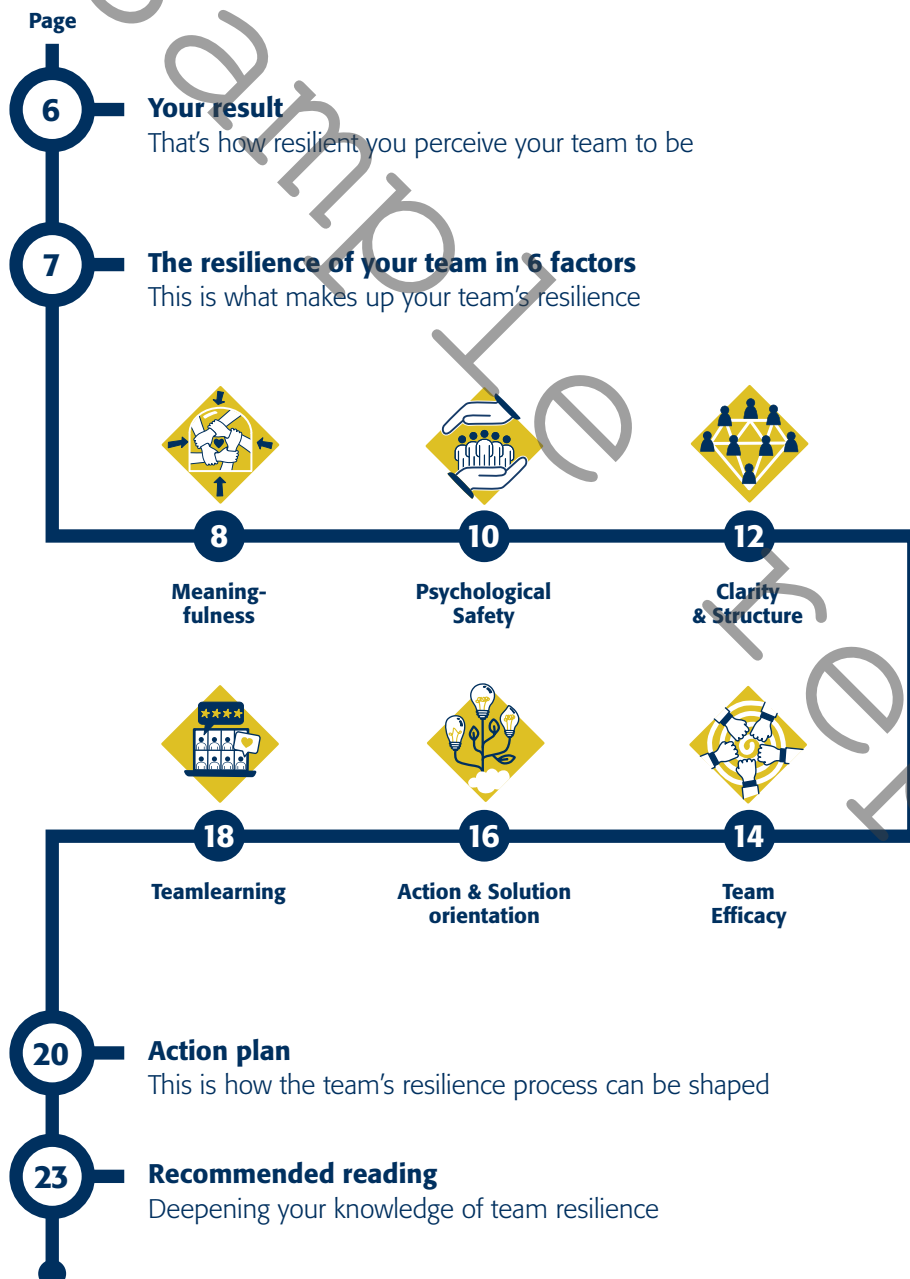 Page
6
Your result
That's how resilient you perceive your team to be
7
The resilience of your team in 6 factors
This is what makes up your team's resilience
8
Meaning-
fulness
10
Psychological
Safety
12
Clarity
& Structure
14
Team
Efficacy
16
Action & Solution
orientation
18
Teamlearning
20
Action plan
This is how the team's resilience process can be shaped
23
Recommended reading
Deepening your knowledge of team resilience